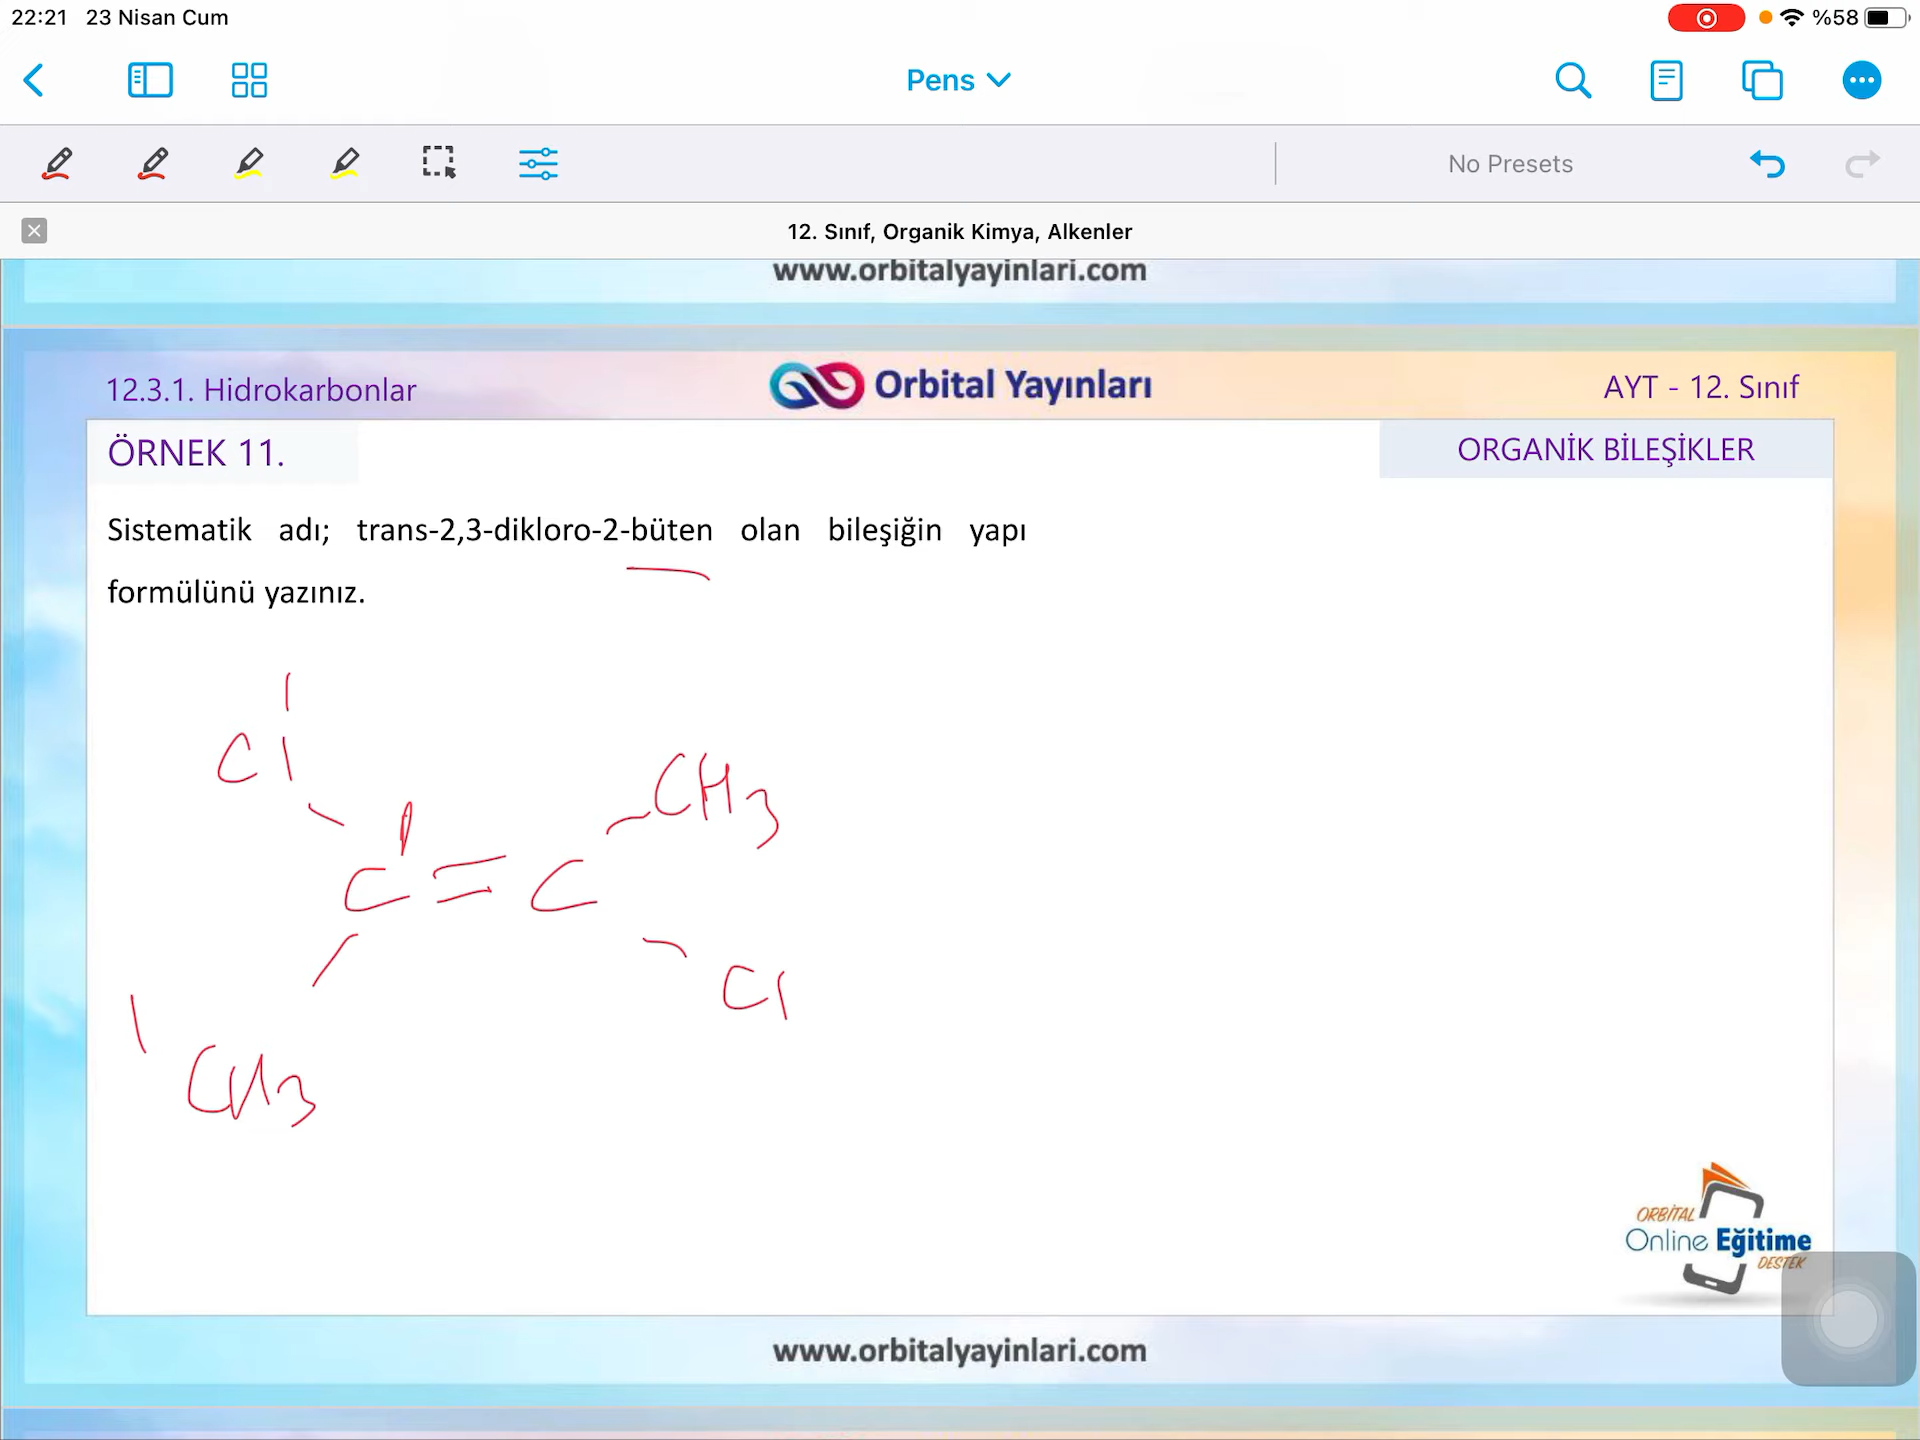 22:21 23 Nisan Cum %58
Pens
No Presets
12. Sınıf, Organik Kimya, Alkenler
www.orbitalyayinlari.com
12.3.1. Hidrokarbonlar
Orbital Yayınları
AYT - 12. Sınıf
ÖRNEK 11.
ORGANİK BİLEŞİKLER
Sistematik adı; trans-2,3-dikloro-2-büten olan bileşiğin yapı
formülünü yazınız.
Cl
CH3
C = C
Cl
CH3
ORBİTAL
Online Eğitime
DESTEK
www.orbitalyayinlari.com